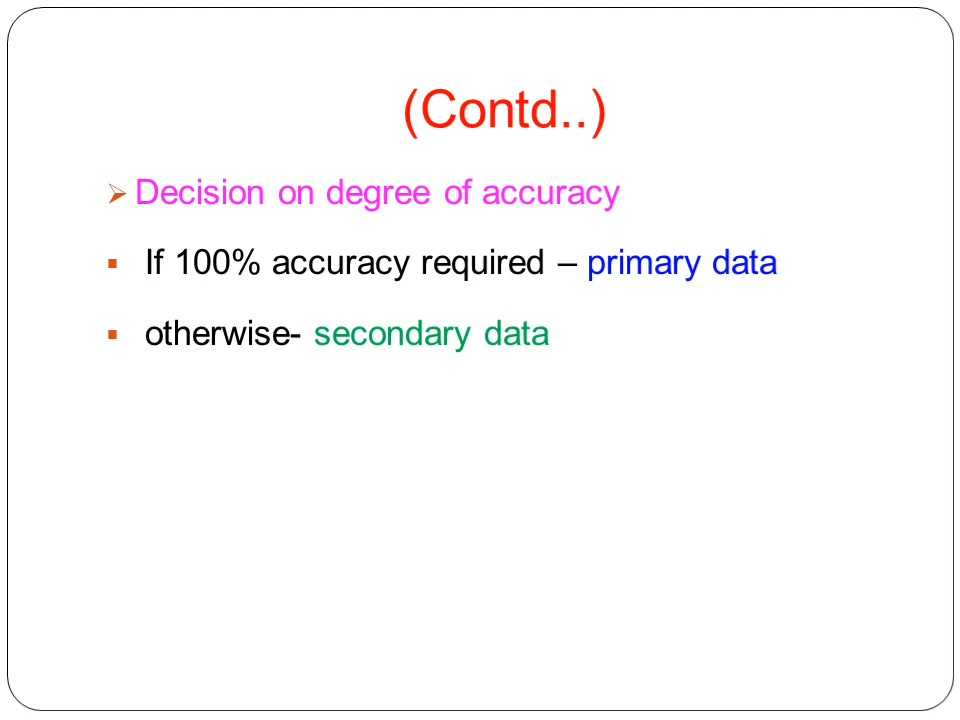 (Contd..)
Decision on degree of accuracy
If 100% accuracy required – primary data
otherwise- secondary data